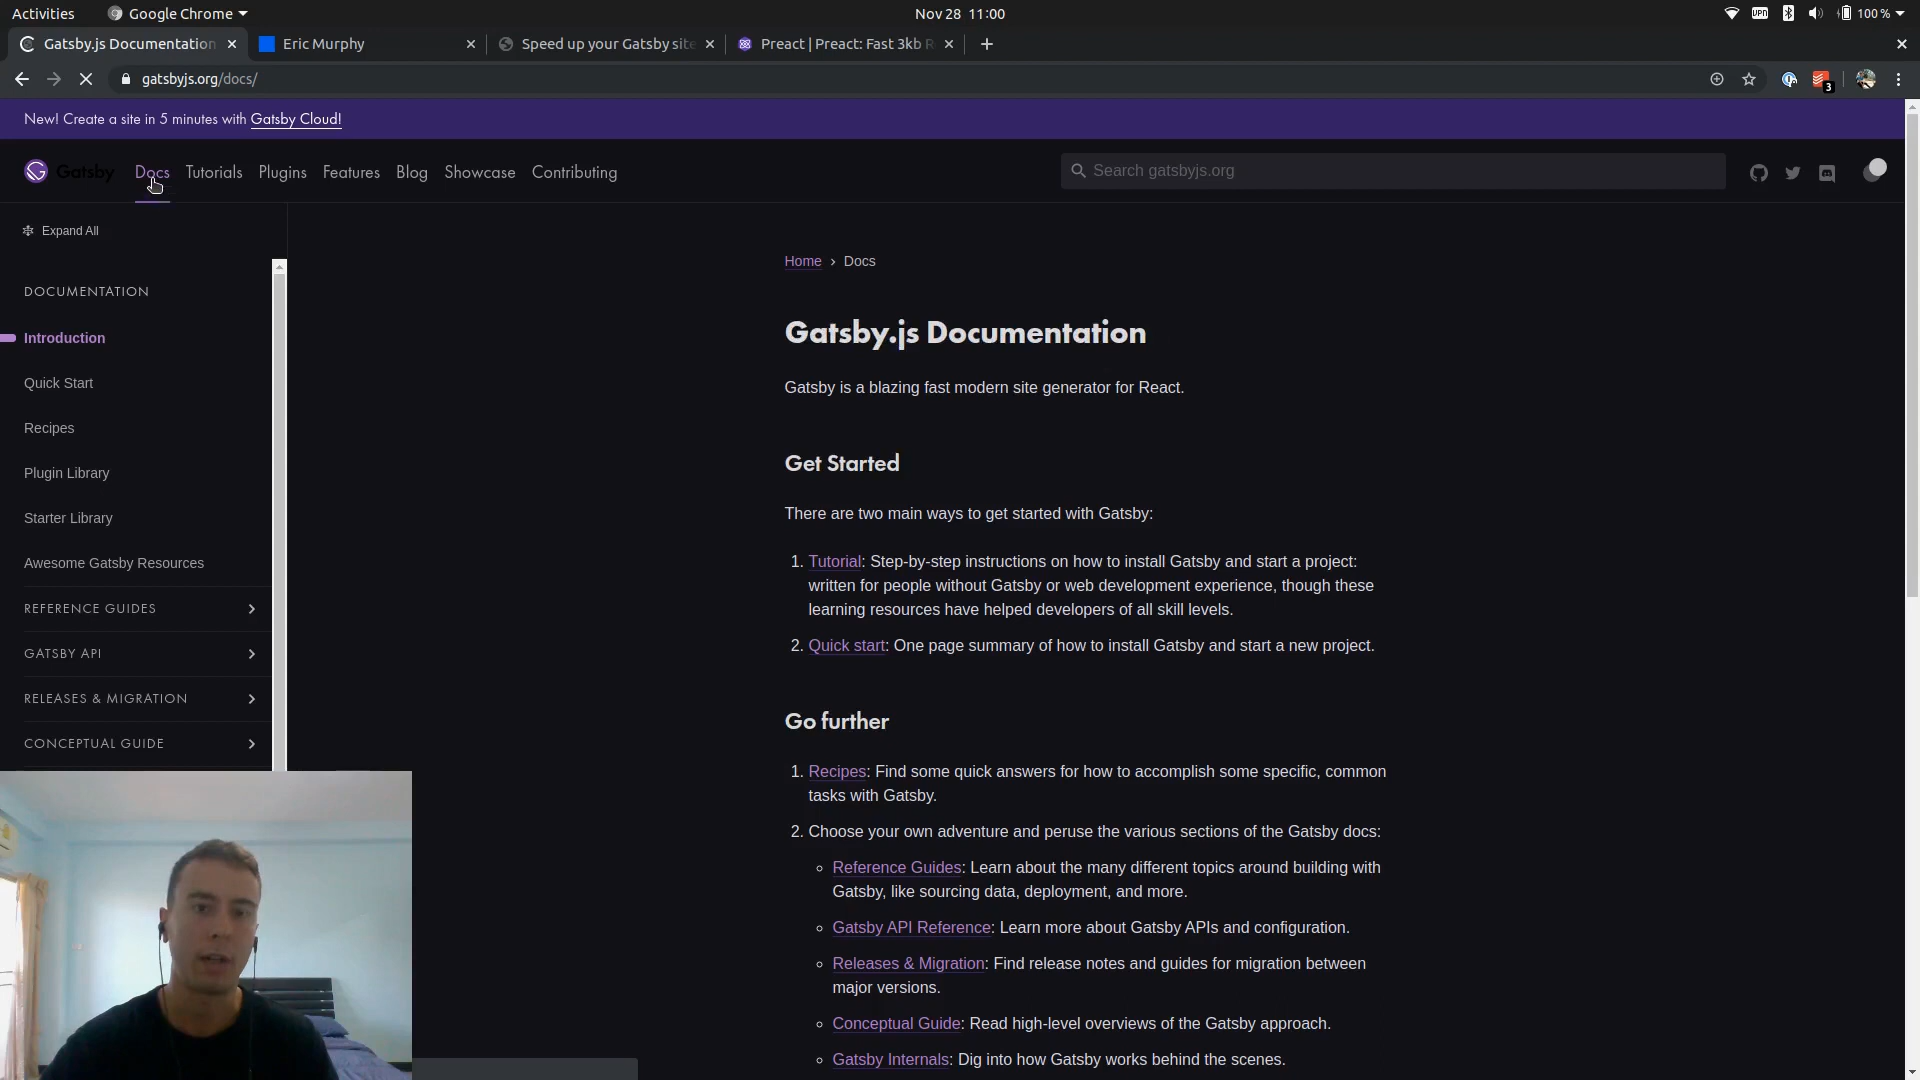 Activities
Google Chrome
Nov 28 11:00
VPN
100 %
Gatsby.js Documentation
Eric Murphy
Speed up your Gatsby site
Preact | Preact: Fast 3kb R
gatsbyjs.org/docs/
3
New! Create a site in 5 minutes with Gatsby Cloud!
Gatsby
Docs
Tutorials
Plugins
Features
Blog
Showcase
Contributing
Search gatsbyjs.org
Expand All
DOCUMENTATION
Introduction
Quick Start
Recipes
Plugin Library
Starter Library
Awesome Gatsby Resources
REFERENCE GUIDES
GATSBY API
RELEASES & MIGRATION
CONCEPTUAL GUIDE
Home › Docs
Gatsby.js Documentation
Gatsby is a blazing fast modern site generator for React.
Get Started
There are two main ways to get started with Gatsby:
1. Tutorial: Step-by-step instructions on how to install Gatsby and start a project:
written for people without Gatsby or web development experience, though these
learning resources have helped developers of all skill levels.
2. Quick start: One page summary of how to install Gatsby and start a new project.
Go further
1. Recipes: Find some quick answers for how to accomplish some specific, common
tasks with Gatsby.
2. Choose your own adventure and peruse the various sections of the Gatsby docs:
◦ Reference Guides: Learn about the many different topics around building with
Gatsby, like sourcing data, deployment, and more.
◦ Gatsby API Reference: Learn more about Gatsby APIs and configuration.
◦ Releases & Migration: Find release notes and guides for migration between
major versions.
◦ Conceptual Guide: Read high-level overviews of the Gatsby approach.
◦ Gatsby Internals: Dig into how Gatsby works behind the scenes.